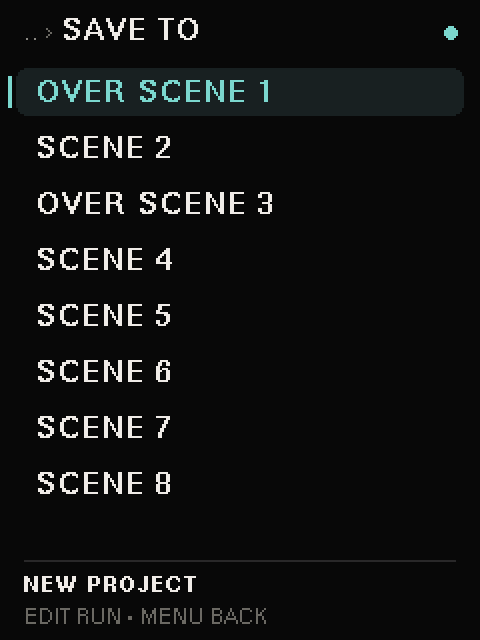 ..› SAVE TO
OVER SCENE 1
SCENE 2
OVER SCENE 3
SCENE 4
SCENE 5
SCENE 6
SCENE 7
SCENE 8
NEW PROJECT
EDIT RUN · MENU BACK